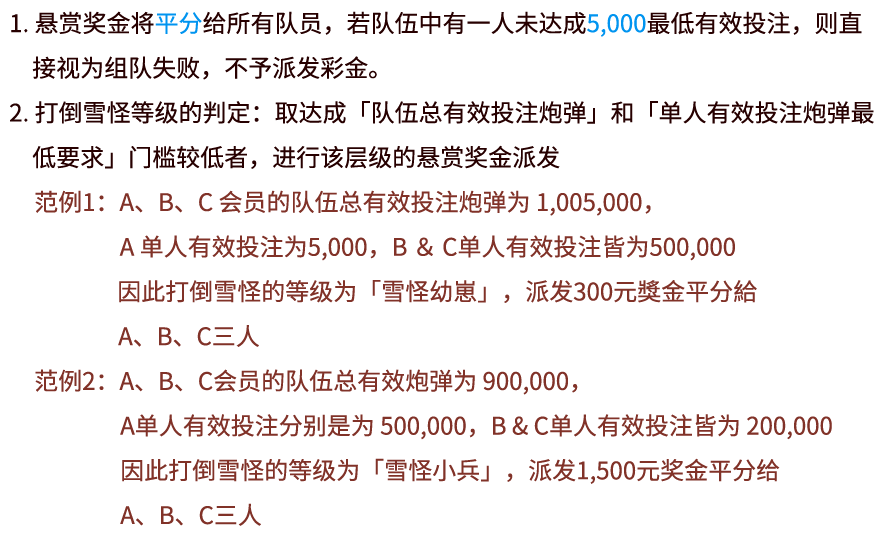 1. 悬赏奖金将平分给所有队员，若队伍中有一人未达成5,000最低有效投注，则直
接视为组队失败，不予派发彩金。
2. 打倒雪怪等级的判定：取达成「队伍总有效投注炮弹」和「单人有效投注炮弹最
低要求」门槛较低者，进行该层级的悬赏奖金派发
范例1：A、B、C 会员的队伍总有效投注炮弹为 1,005,000，
A 单人有效投注为5,000，B & C单人有效投注皆为500,000
因此打倒雪怪的等级为「雪怪幼崽」，派发300元獎金平分給
A、B、C三人
范例2：A、B、C会员的队伍总有效炮弹为 900,000，
A单人有效投注分别是为 500,000，B & C单人有效投注皆为 200,000
因此打倒雪怪的等级为「雪怪小兵」，派发1,500元奖金平分给
A、B、C三人